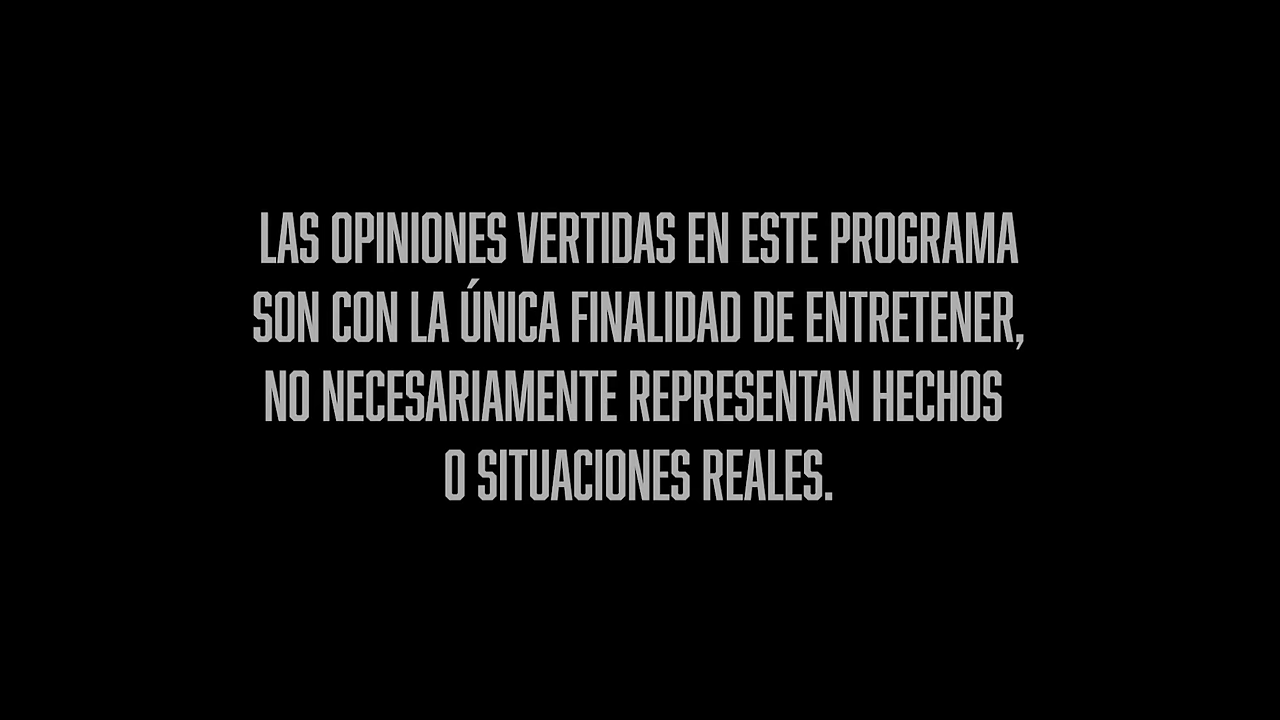 LAS OPINIONES VERTIDAS EN ESTE PROGRAMA
SON CON LA ÚNICA FINALIDAD DE ENTRETENER,
NO NECESARIAMENTE REPRESENTAN HECHOS
O SITUACIONES REALES.